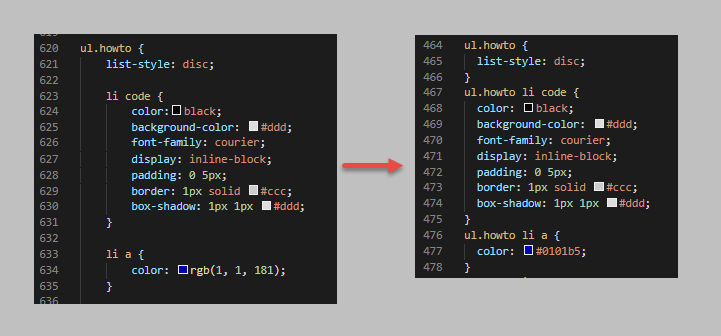 619
620 ul.howto {
621 list-style: disc;
622
623 li code {
624 color: black;
625 background-color: #ddd;
626 font-family: courier;
627 display: inline-block;
628 padding: 0 5px;
629 border: 1px solid #ccc;
630 box-shadow: 1px 1px #ddd;
631 }
632
633 li a {
634 color: rgb(1, 1, 181);
635 }
636
464 ul.howto {
465 list-style: disc;
466 }
467 ul.howto li code {
468 color: black;
469 background-color: #ddd;
470 font-family: courier;
471 display: inline-block;
472 padding: 0 5px;
473 border: 1px solid #ccc;
474 box-shadow: 1px 1px #ddd;
475 }
476 ul.howto li a {
477 color: #0101b5;
478 }